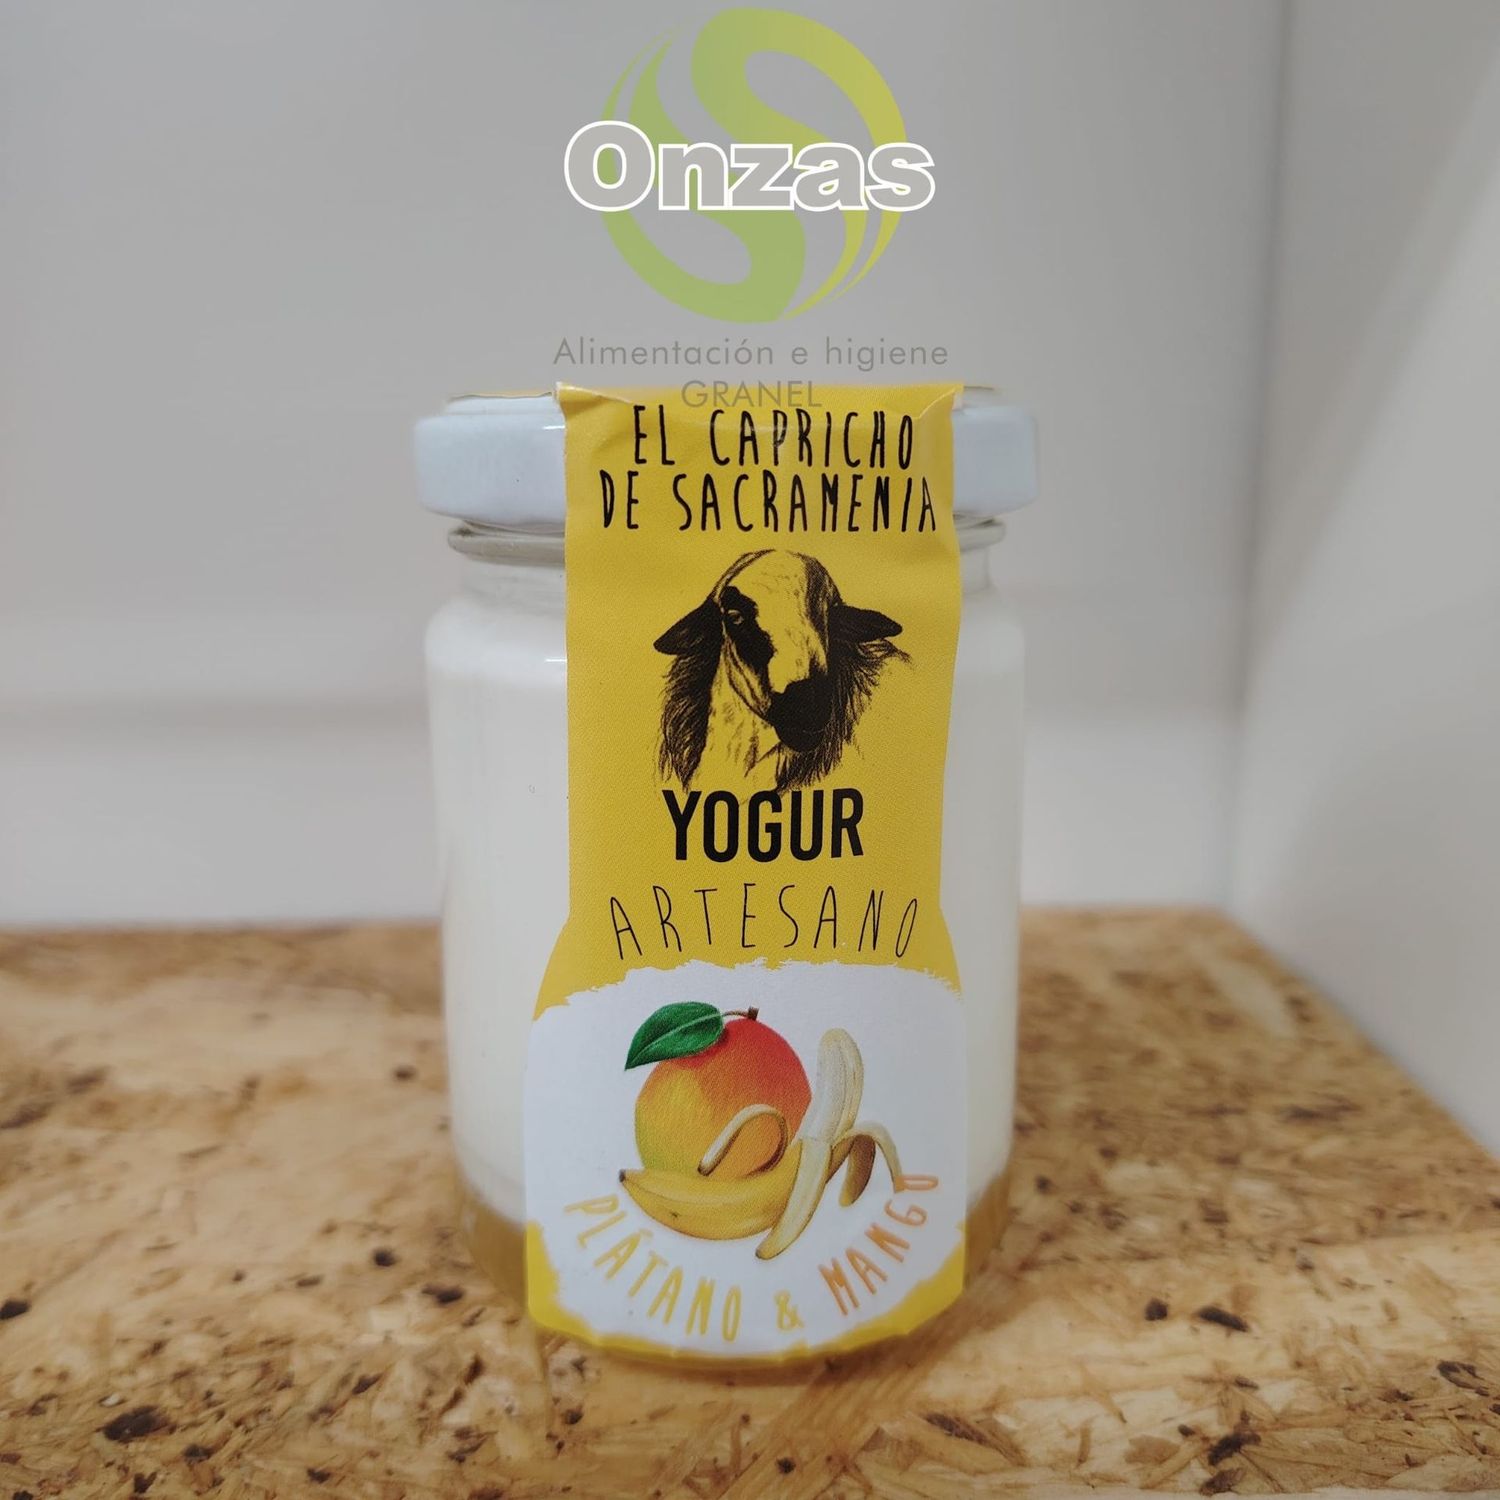 Onzas
Alimentación e higiene
GRANEL
EL CAPRICHO
DE SACRAMENIA
YOGUR
ARTESANO
PLÁTANO & MANGO